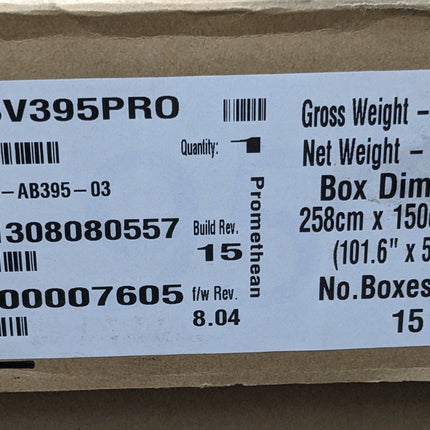 V395PRO
Quantity:
-AB395-03
308080557
Build Rev.
15
00007605
f/w Rev.
8.04
Promethean
Gross Weight -
Net Weight -
Box Dim
258cm x 150
(101.6" x 5
No.Boxes
15